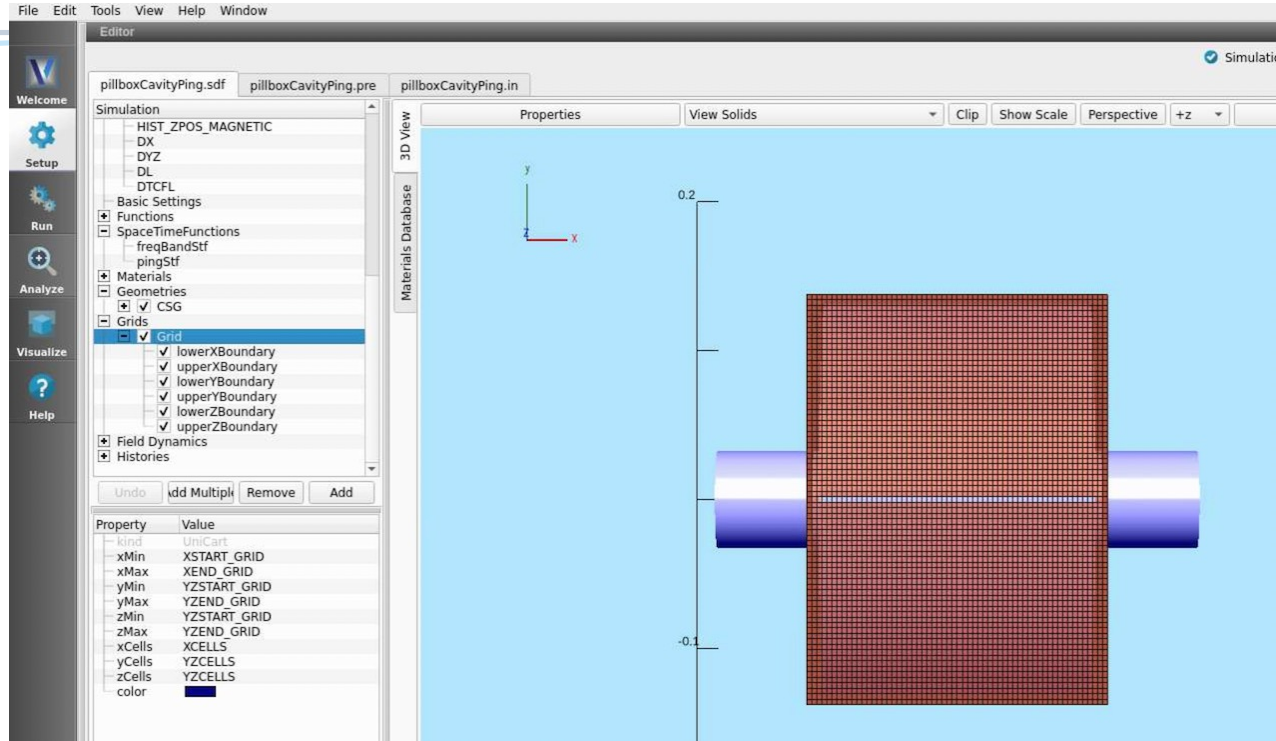 File Edit Tools View Help Window
Editor
Simulatio
pillboxCavityPing.sdf pillboxCavityPing.pre pillboxCavityPing.in
Welcome
Setup
Run
Analyze
Visualize
Help
Simulation
HIST_ZPOS_MAGNETIC
DX
DYZ
DL
DTCFL
Basic Settings
Functions
SpaceTimeFunctions
freqBandStf
pingStf
Materials
Geometries
CSG
Grids
Grid
lowerXBoundary
upperXBoundary
lowerYBoundary
upperYBoundary
lowerZBoundary
upperZBoundary
Field Dynamics
Histories
Undo dd Multipl Remove Add
Property Value
kind UniCart
xMin XSTART_GRID
xMax XEND_GRID
yMin YZSTART_GRID
yMax YZEND_GRID
zMin YZSTART_GRID
zMax YZEND_GRID
xCells XCELLS
yCells YZCELLS
zCells YZCELLS
color
3D View
Materials Database
Properties View Solids Clip Show Scale Perspective +z
y
z x
0.2
-0.1